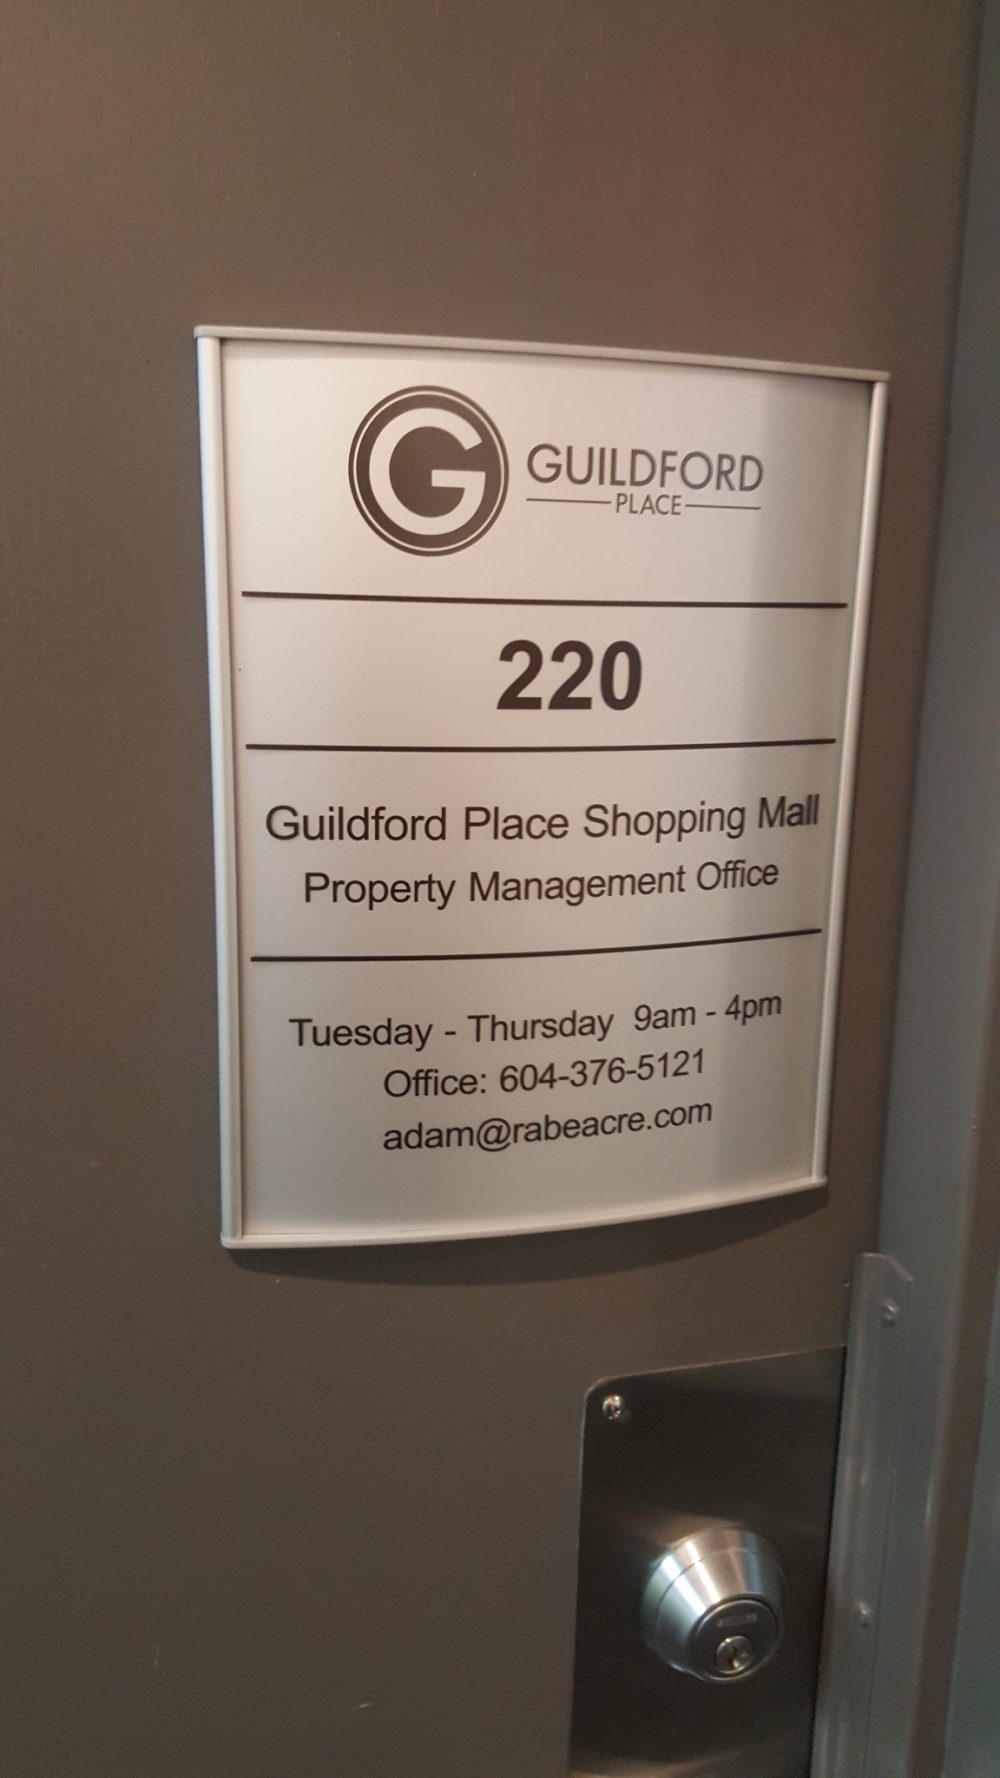 G
GUILDFORD
PLACE
220
Guildford Place Shopping Mall
Property Management Office
Tuesday - Thursday 9am - 4pm
Office: 604-376-5121
adam@rabeacre.com